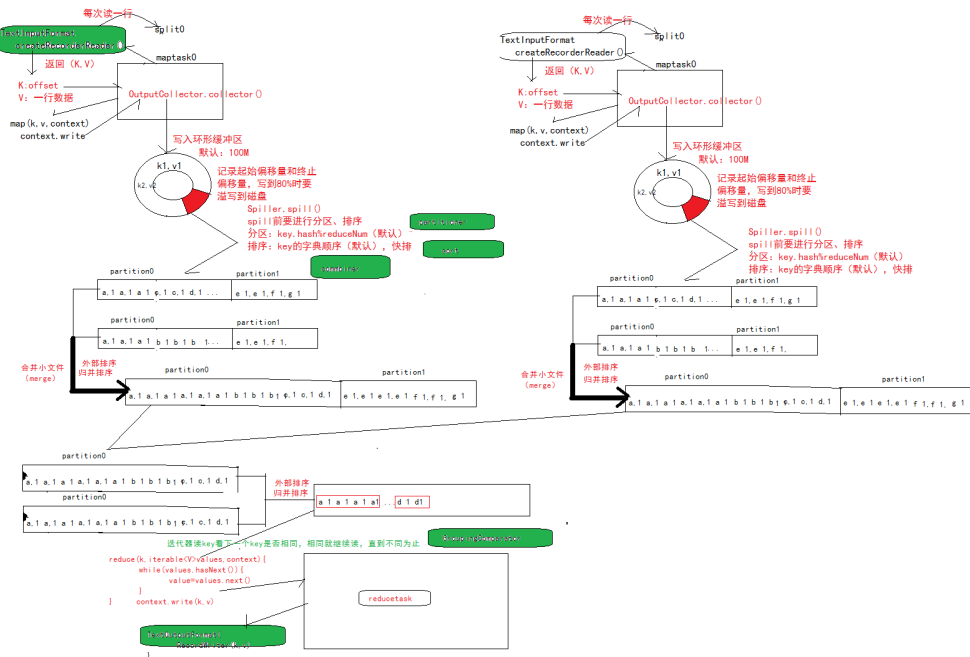 每次读一行
split0
TextInputFormat
createRecorderReader()
maptask0
返回（K,V）
K:offset
V：一行数据
OutputCollector.collector()
map(k,v,context)
context.write
写入环形缓冲区
默认：100M
k1,v1
k2,v2
记录起始偏移量和终止
偏移量，写到80%时要
溢写到磁盘
Spiller.spill()
spill前要进行分区、排序
分区：key.hash%reduceNum（默认）
排序：key的字典顺序（默认），快排
partition0
partition1
a,1 a,1 a 1 c,1 c,1 d,1 ...
e 1,e 1,f 1,g 1
partition0
partition1
a,1 a,1 a 1 b 1 b 1 b 1...
e 1,e 1,f 1,
合并小文件
（merge）
外部排序
归并排序
partition0
partition1
a,1 a,1 a 1 a,1 a,1 a 1 b 1 b 1 b 1 c,1 c,1 d,1
e 1,e 1 e 1,e 1 f 1,f 1, g 1
每次读一行
split0
TextInputFormat
createRecorderReader()
maptask0
返回（K,V）
K:offset
V：一行数据
OutputCollector.collector()
map(k,v,context)
context.write
写入环形缓冲区
默认：100M
k1,v1
k2,v2
记录起始偏移量和终止
偏移量，写到80%时要
溢写到磁盘
Spiller.spill()
spill前要进行分区、排序
分区：key.hash%reduceNum（默认）
排序：key的字典顺序（默认），快排
partition0
partition1
a,1 a,1 a 1 c,1 c,1 d,1 ...
e 1,e 1,f 1,g 1
partition0
partition1
a,1 a,1 a 1 b 1 b 1 b 1...
e 1,e 1,f 1,
合并小文件
（merge）
外部排序
归并排序
partition0
partition1
a,1 a,1 a 1 a,1 a,1 a 1 b 1 b 1 b 1 c,1 c,1 d,1
e 1,e 1 e 1,e 1 f 1,f 1, g 1
partition0
a,1 a,1 a 1 a,1 a,1 a 1 b 1 b 1 b 1 c,1 c,1 d,1
partition0
a,1 a,1 a 1 a,1 a,1 a 1 b 1 b 1 b 1 c,1 c,1 d,1
外部排序
归并排序
a 1 a 1 a 1 a1 ... d 1 d1
迭代器读key看下一个key是否相同，相同就继续读，直到不同为止
reduce(k,iterable<V>values,context){
while(values.hasNext()){
value=values.next()
}
} context.write(k,v)
reducetask
}